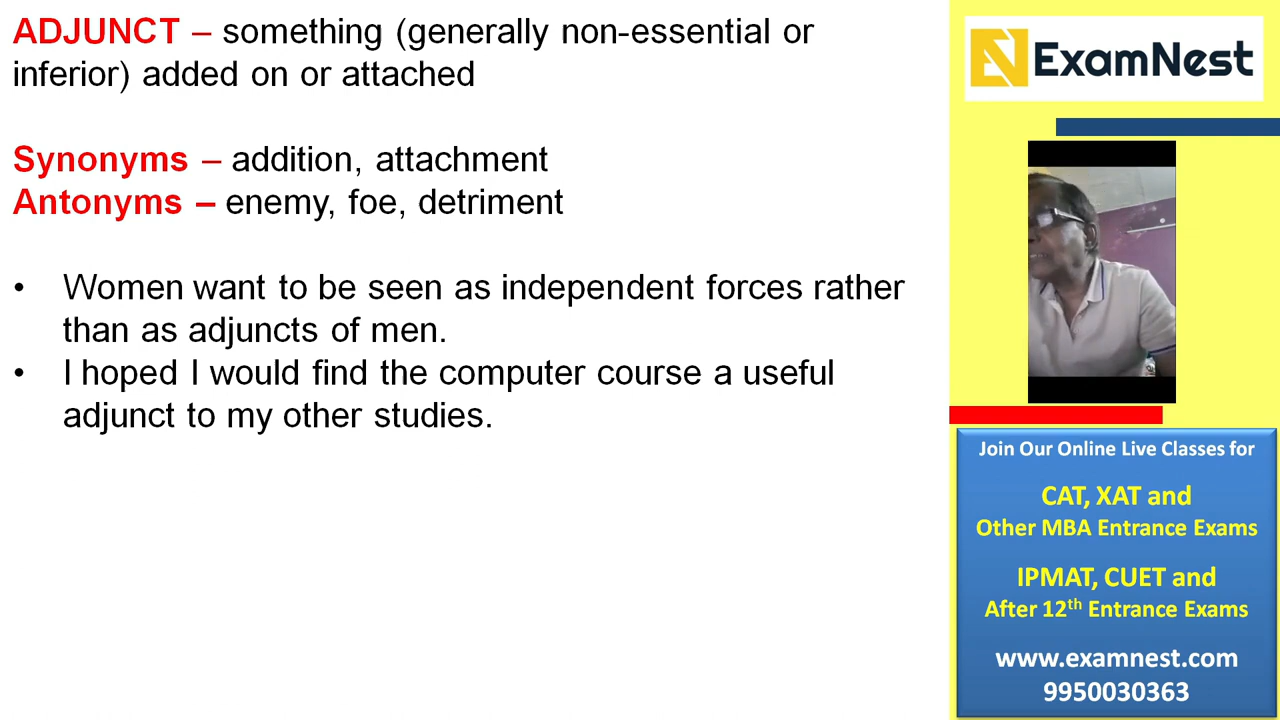 ADJUNCT – something (generally non-essential or
inferior) added on or attached
Synonyms – addition, attachment
Antonyms – enemy, foe, detriment
• Women want to be seen as independent forces rather
than as adjuncts of men.
• I hoped I would find the computer course a useful
adjunct to my other studies.
ExamNest
Join Our Online Live Classes for
CAT, XAT and
Other MBA Entrance Exams
IPMAT, CUET and
After 12th Entrance Exams
www.examnest.com
9950030363